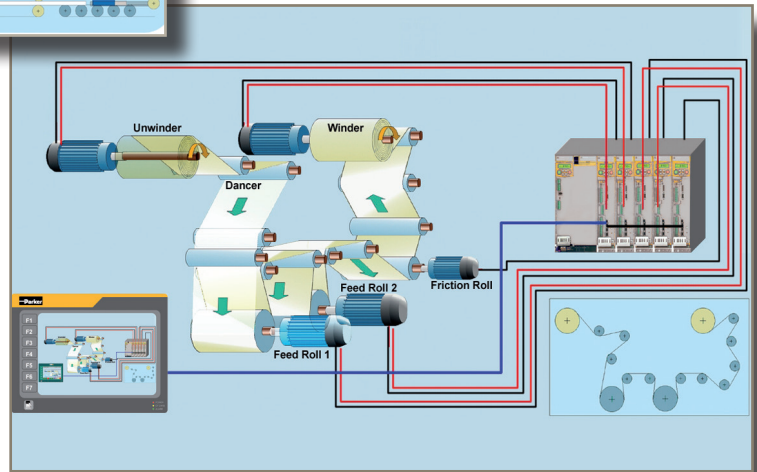 Unwinder
Winder
Dancer
Feed Roll 2
Friction Roll
Feed Roll 1
Parker
F1
F2
F3
F4
F5
F6
F7